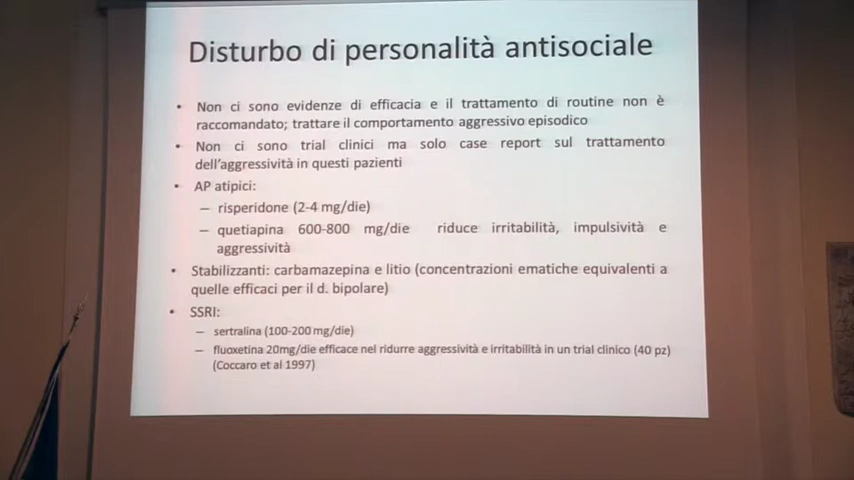 Disturbo di personalità antisociale
• Non ci sono evidenze di efficacia e il trattamento di routine non è
raccomandato; trattare il comportamento aggressivo episodico
• Non ci sono trial clinici ma solo case report sul trattamento
dell'aggressività in questi pazienti
• AP atipici:
– risperidone (2-4 mg/die)
– quetiapina 600-800 mg/die riduce irritabilità, impulsività e
aggressività
• Stabilizzanti: carbamazepina e litio (concentrazioni ematiche equivalenti a
quelle efficaci per il d. bipolare)
• SSRI:
– sertralina (100-200 mg/die)
– fluoxetina 20mg/die efficace nel ridurre aggressività e irritabilità in un trial clinico (40 pz)
(Coccaro et al 1997)